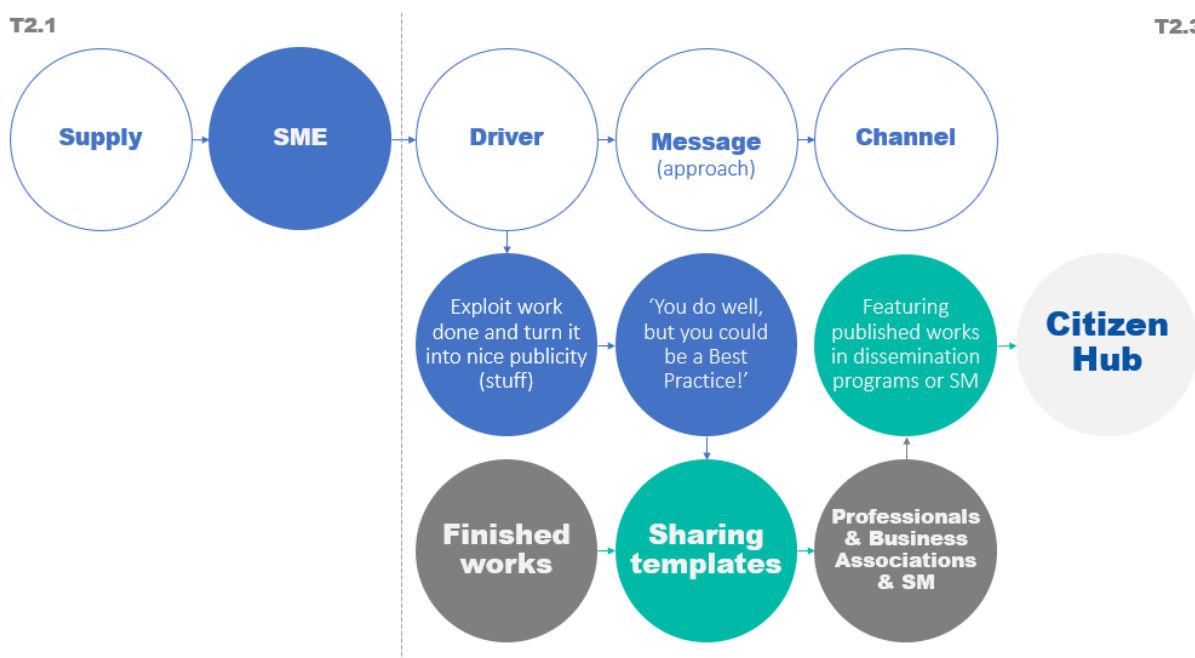 T2.1
T2.3
Supply
SME
Driver
Message
(approach)
Channel
Exploit work
done and turn it
into nice publicity
(stuff)
‘You do well,
but you could
be a Best
Practice!’
Featuring
published works
in dissemination
programs or SM
Citizen
Hub
Finished
works
Sharing
templates
Professionals
& Business
Associations
& SM